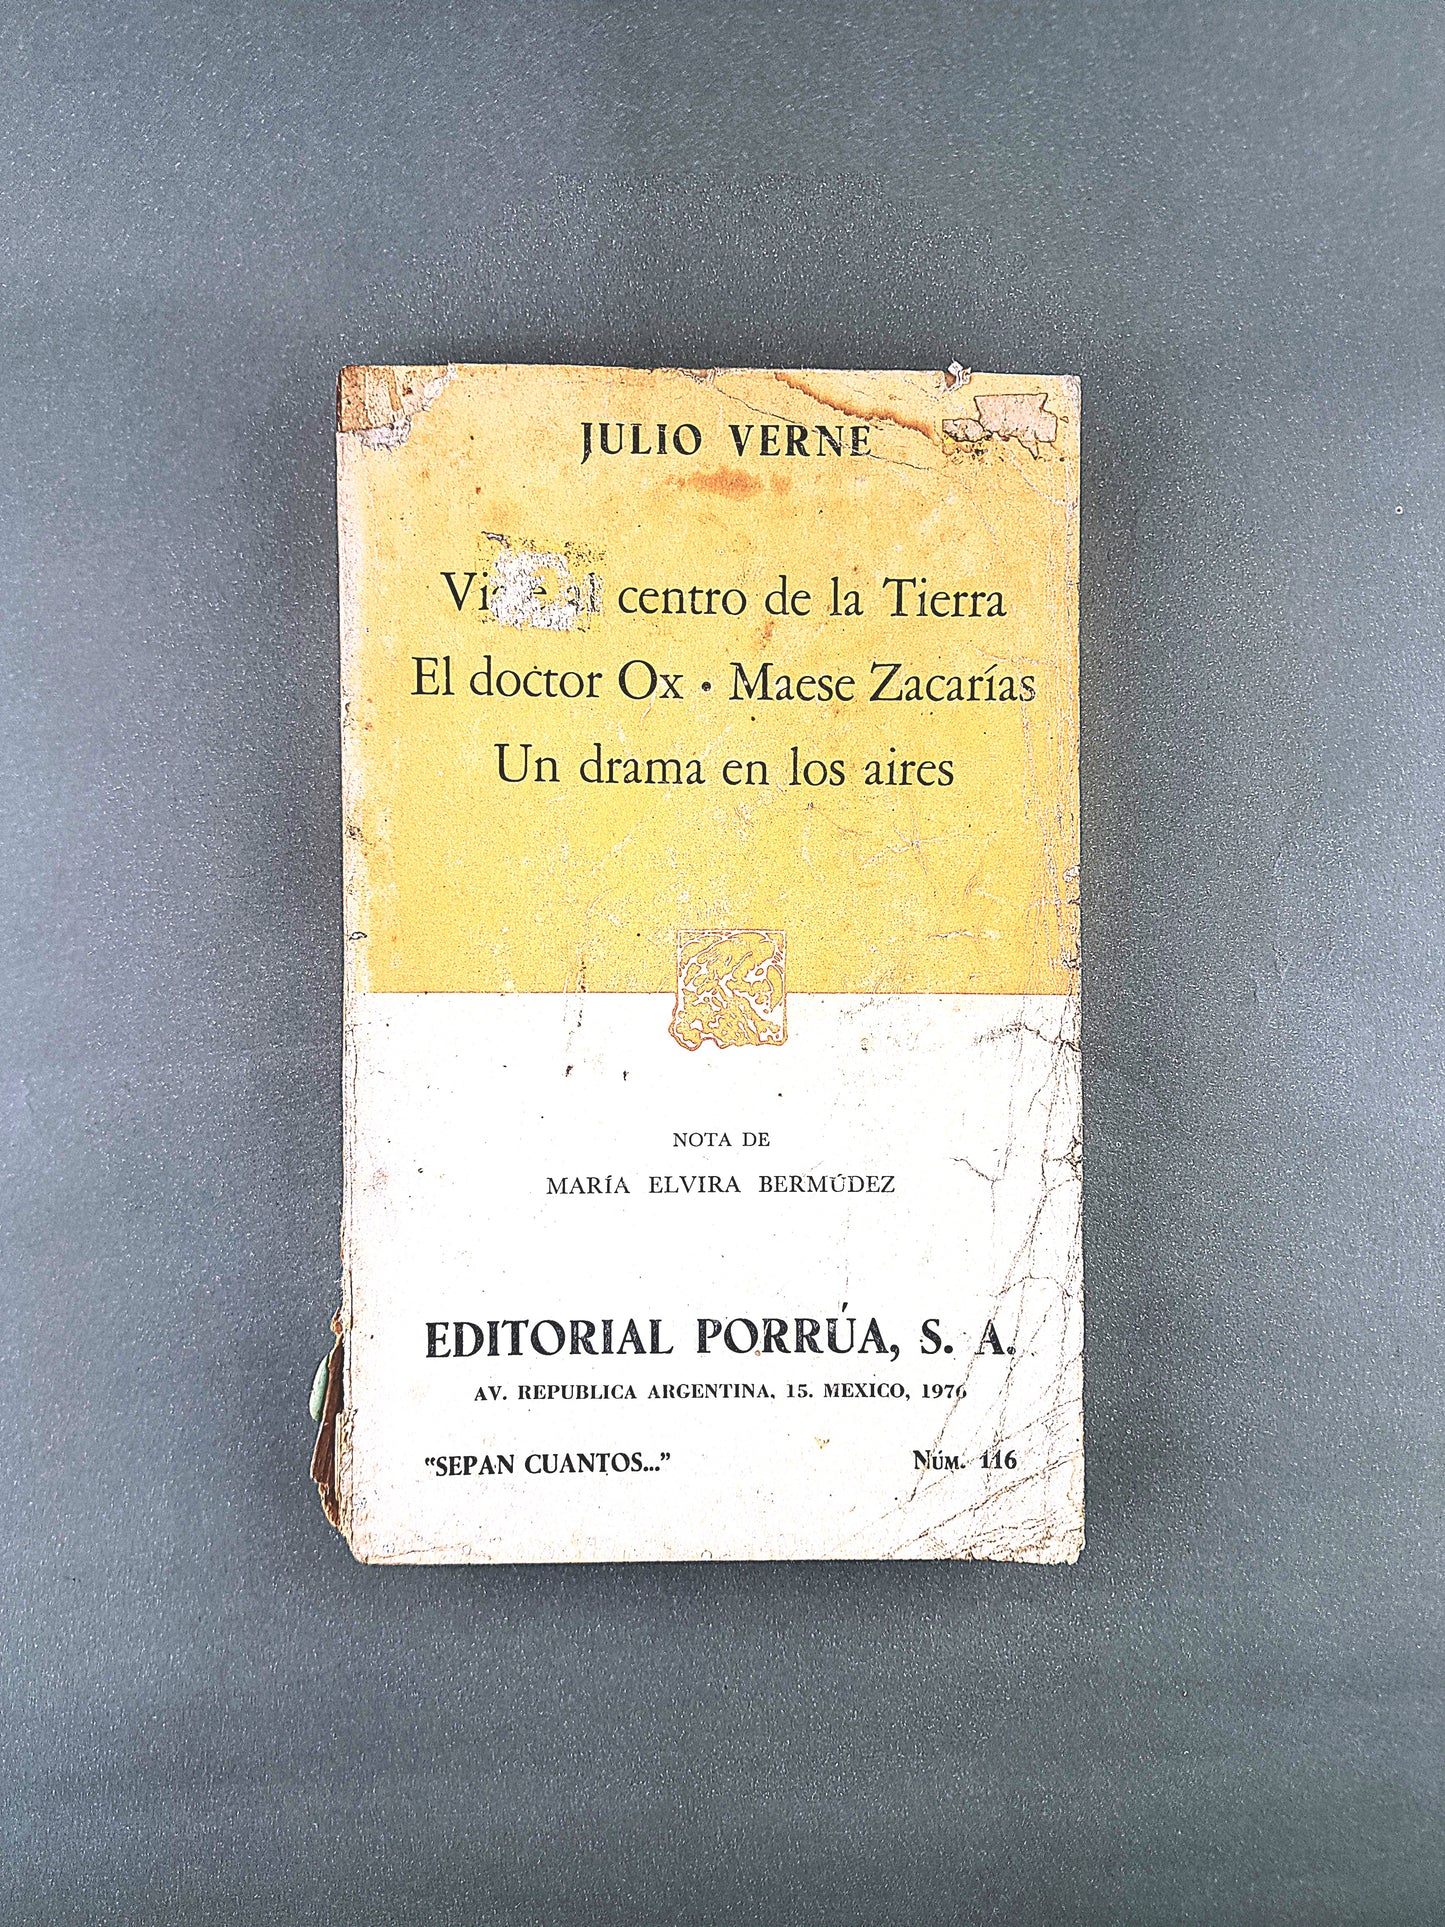 JULIO VERNE
centro de la Tierra
El doctor Ox • Maese Zacarías
Un drama en los aires
NOTA DE
MARÍA ELVIRA BERMÚDEZ
EDITORIAL PORRÚA, S. A.
AV. REPUBLICA ARGENTINA, 15. MEXICO, 1976
"SEPAN CUANTOS..."
NÚM. 116